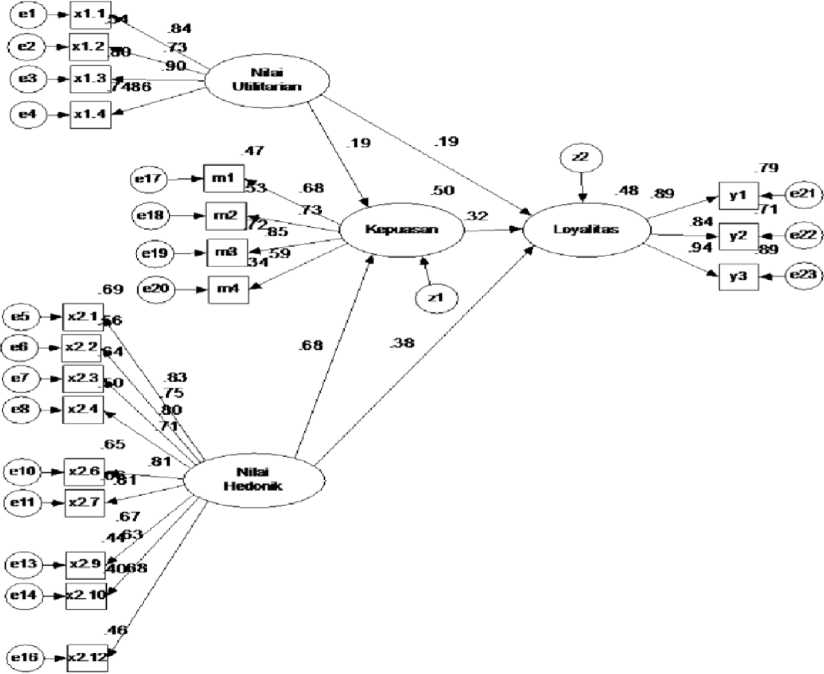 e1 x1.1 .54 .84
e2 x1.2 .73
.80
e3 x1.3 .90
.74 .86
e4 x1.4
Nilai
Utilitarian
.19 .19
.47
e17 m1 .68
.53
e18 m2 .73
.72
e19 m3 .85
.34 .59
e20 m4
.50
Kepuasan .32
z1
z2
.48
Loyalitas
.89 y1 .79 e21
.84 y2 .71 e22
.94 y3 .89 e23
.68 .38
.69
e5 x2.1
.56
e6 x2.2
.64
e7 x2.3 .83
.50 .75
e8 x2.4 .80
.71
.65
e10 x2.6 .81
e11 x2.7 .81
Nilai
Hedonik
.67
.44 .63
e13 x2.9
.40 .68
e14 x2.10
.46
e16 x2.12